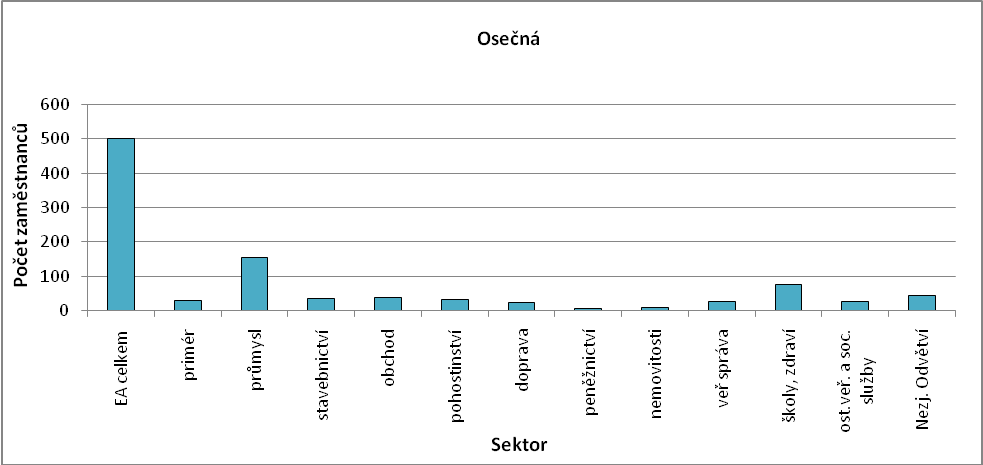 Osečná
Počet zaměstnanců
600
500
400
300
200
100
0
EA celkem
primér
průmysl
stavebnictví
obchod
pohostinství
doprava
peněžnictví
nemovitosti
veř správa
školy, zdraví
ost.veř. a soc.
služby
Nezj. Odvětví
Sektor